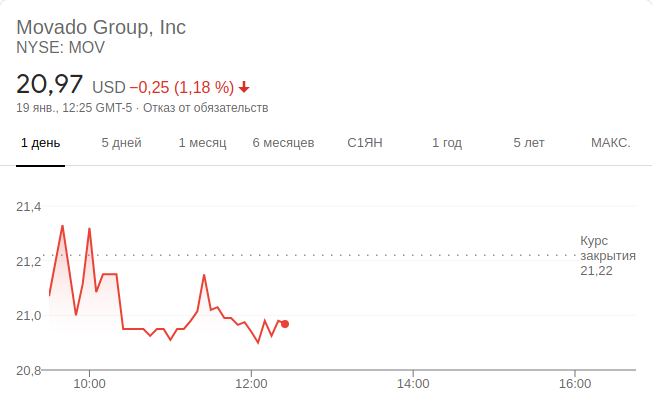 Movado Group, Inc
NYSE: MOV
20,97 USD −0,25 (1,18 %)
19 янв., 12:25 GMT-5 · Отказ от обязательств
1 день 5 дней 1 месяц 6 месяцев С1ЯН 1 год 5 лет МАКС.
21,4
Курс
21,2 закрытия
21,22
21,0
20,8
10:00 12:00 14:00 16:00